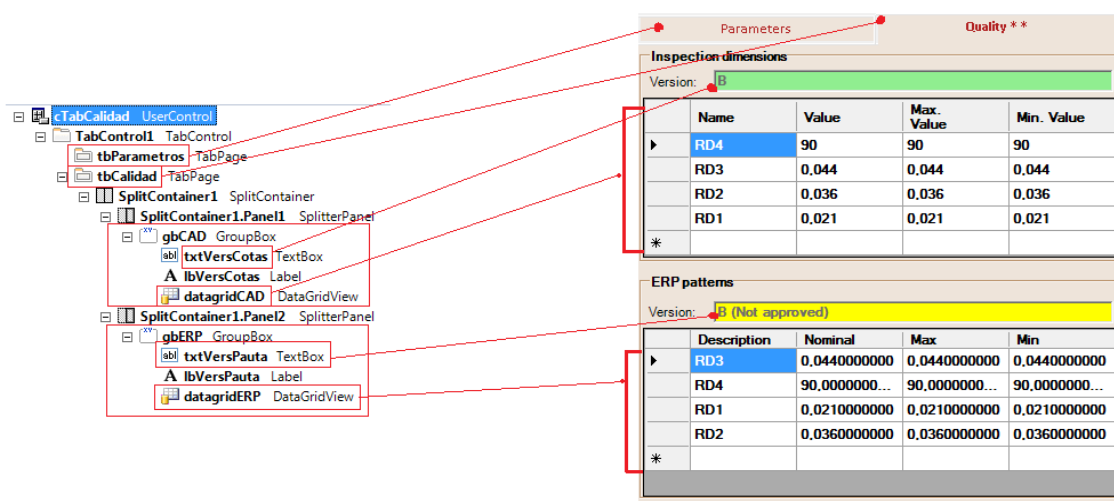 cTabCalidad UserControl
TabControl1 TabControl
tbParametros TabPage
tbCalidad TabPage
SplitContainer1 SplitContainer
SplitContainer1.Panel1 SplitterPanel
gbCAD GroupBox
abl txtVersCotas TextBox
A lbVersCotas Label
datagridCAD DataGridView
SplitContainer1.Panel2 SplitterPanel
gbERP GroupBox
abl txtVersPauta TextBox
A lbVersPauta Label
datagridERP DataGridView
Parameters Quality * *
Inspection dimensions
Version: B
Name Value Max. Value Min. Value
RD4 90 90 90
RD3 0,044 0,044 0,044
RD2 0,036 0,036 0,036
RD1 0,021 0,021 0,021
ERP patterns
Version: B (Not approved)
Description Nominal Max Min
RD3 0,0440000000 0,0440000000 0,0440000000
RD4 90,0000000... 90,0000000... 90,0000000...
RD1 0,0210000000 0,0210000000 0,0210000000
RD2 0,0360000000 0,0360000000 0,0360000000